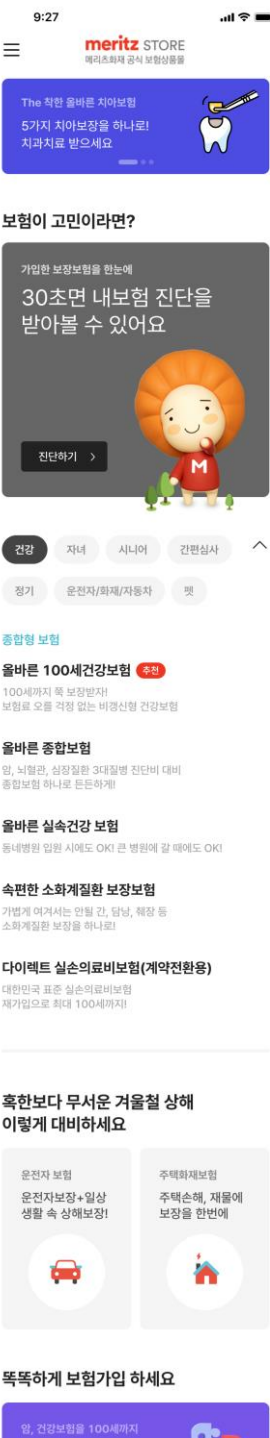 9:27
meritz STORE
메리츠화재 공식 보험상품몰
The 착한 올바른 치아보험
5가지 치아보장을 하나로!
치과치료 받으세요
보험이 고민이라면?
가입한 보장보험을 한눈에
30초면 내보험 진단을
받아볼 수 있어요
진단하기 >
M
건강 자녀 시니어 간편심사
정기 운전자/화재/자동차 펫
종합형 보험
올바른 100세건강보험 추천
100세까지 쭉 보장받자!
보험료 오를 걱정 없는 비갱신형 건강보험
올바른 종합보험
암, 뇌혈관, 심장질환 3대질병 진단비 대비
종합보험 하나로 든든하게!
올바른 실속건강 보험
동네병원 입원 시에도 OK! 큰 병원에 갈 때에도 OK!
속편한 소화계질환 보장보험
가볍게 여겨서는 안될 간, 담낭, 췌장 등
소화계질환 보장을 하나로!
다이렉트 실손의료비보험(계약전환용)
대한민국 표준 실손의료비보험
재가입으로 최대 100세까지!
혹한보다 무서운 겨울철 상해
이렇게 대비하세요
운전자 보험
운전자보장+일상
생활 속 상해보장!
주택화재보험
주택손해, 재물에
보장을 한번에
똑똑하게 보험가입 하세요
암, 건강보험을 100세까지